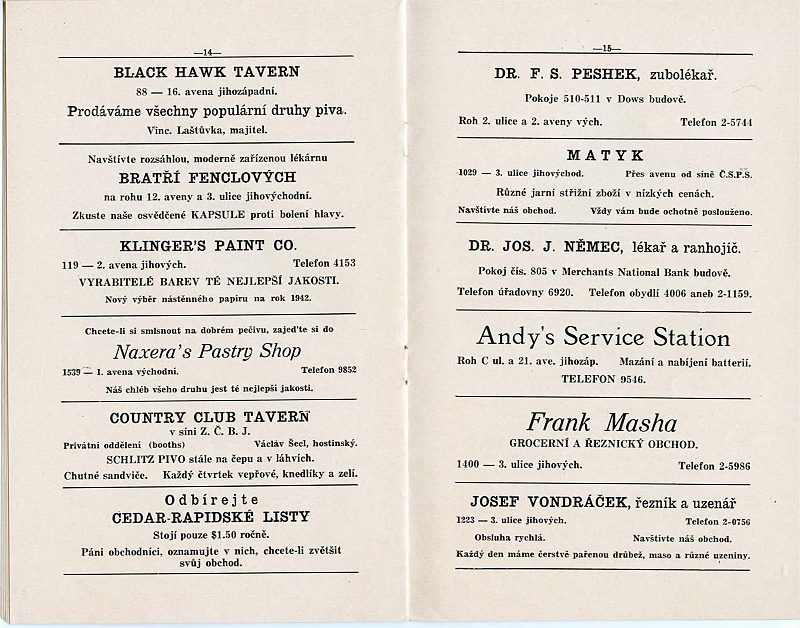 —14—
BLACK HAWK TAVERN
88 — 16. avena jihozápadní.
Prodáváme všechny populární druhy piva.
Vinc. Laštůvka, majitel.
Navštivte rozsáhlou, moderně zařízenou lékárnu
BRATŘÍ FENCLOVÝCH
na rohu 12. aveny a 3. ulice jihovýchodní.
Zkuste naše osvědčené KAPSULE proti bolení hlavy.
KLINGER'S PAINT CO.
119 — 2. avena jihových. Telefon 4153
VYRABITELÉ BAREV TÉ NEJLEPŠÍ JAKOSTI.
Nový výběr nástěnného papíru na rok 1942.
Chcete-li si smlsnout na dobrém pečivu, zajeďte si do
Naxera's Pastry Shop
1539 — 1. avena východní. Telefon 9852
Náš chléb všeho druhu jest té nejlepší jakosti.
COUNTRY CLUB TAVERN
v síni Z. Č. B. J.
Privátní oddělení (booths) Václav Šecl, hostinský.
SCHLITZ PIVO stále na čepu a v láhvích.
Chutné sandviče. Každý čtvrtek vepřové, knedlíky a zelí.
Odbírejte
CEDAR-RAPIDSKÉ LISTY
Stojí pouze $1.50 ročně.
Páni obchodníci, oznamujte v nich, chcete-li zvětšit
svůj obchod.
—15—
DR. F. S. PESHEK, zubolékař.
Pokoje 510-511 v Dows budově.
Roh 2. ulice a 2. aveny vých. Telefon 2-5744
MATYK
1029 — 3. ulice jihovýchod. Přes avenu od síně Č.S.P.S.
Různé jarní střižní zboží v nízkých cenách.
Navštivte náš obchod. Vždy vám bude ochotně poslouženo.
DR. JOS. J. NĚMEC, lékař a ranhojič.
Pokoj čís. 805 v Merchants National Bank budově.
Telefon úřadovny 6920. Telefon obydlí 4006 aneb 2-1159.
Andy's Service Station
Roh C ul. a 21. ave. jihozáp. Mazání a nabíjení batterií.
TELEFON 9546.
Frank Masha
GROCERNÍ A ŘEZNICKÝ OBCHOD.
1400 — 3. ulice jihových. Telefon 2-5986
JOSEF VONDRÁČEK, řezník a uzenář
1223 — 3. ulice jihových. Telefon 2-0756
Obsluha rychlá. Navštivte náš obchod.
Každý den máme čerstvě pařenou drůbež, maso a různé uzeniny.